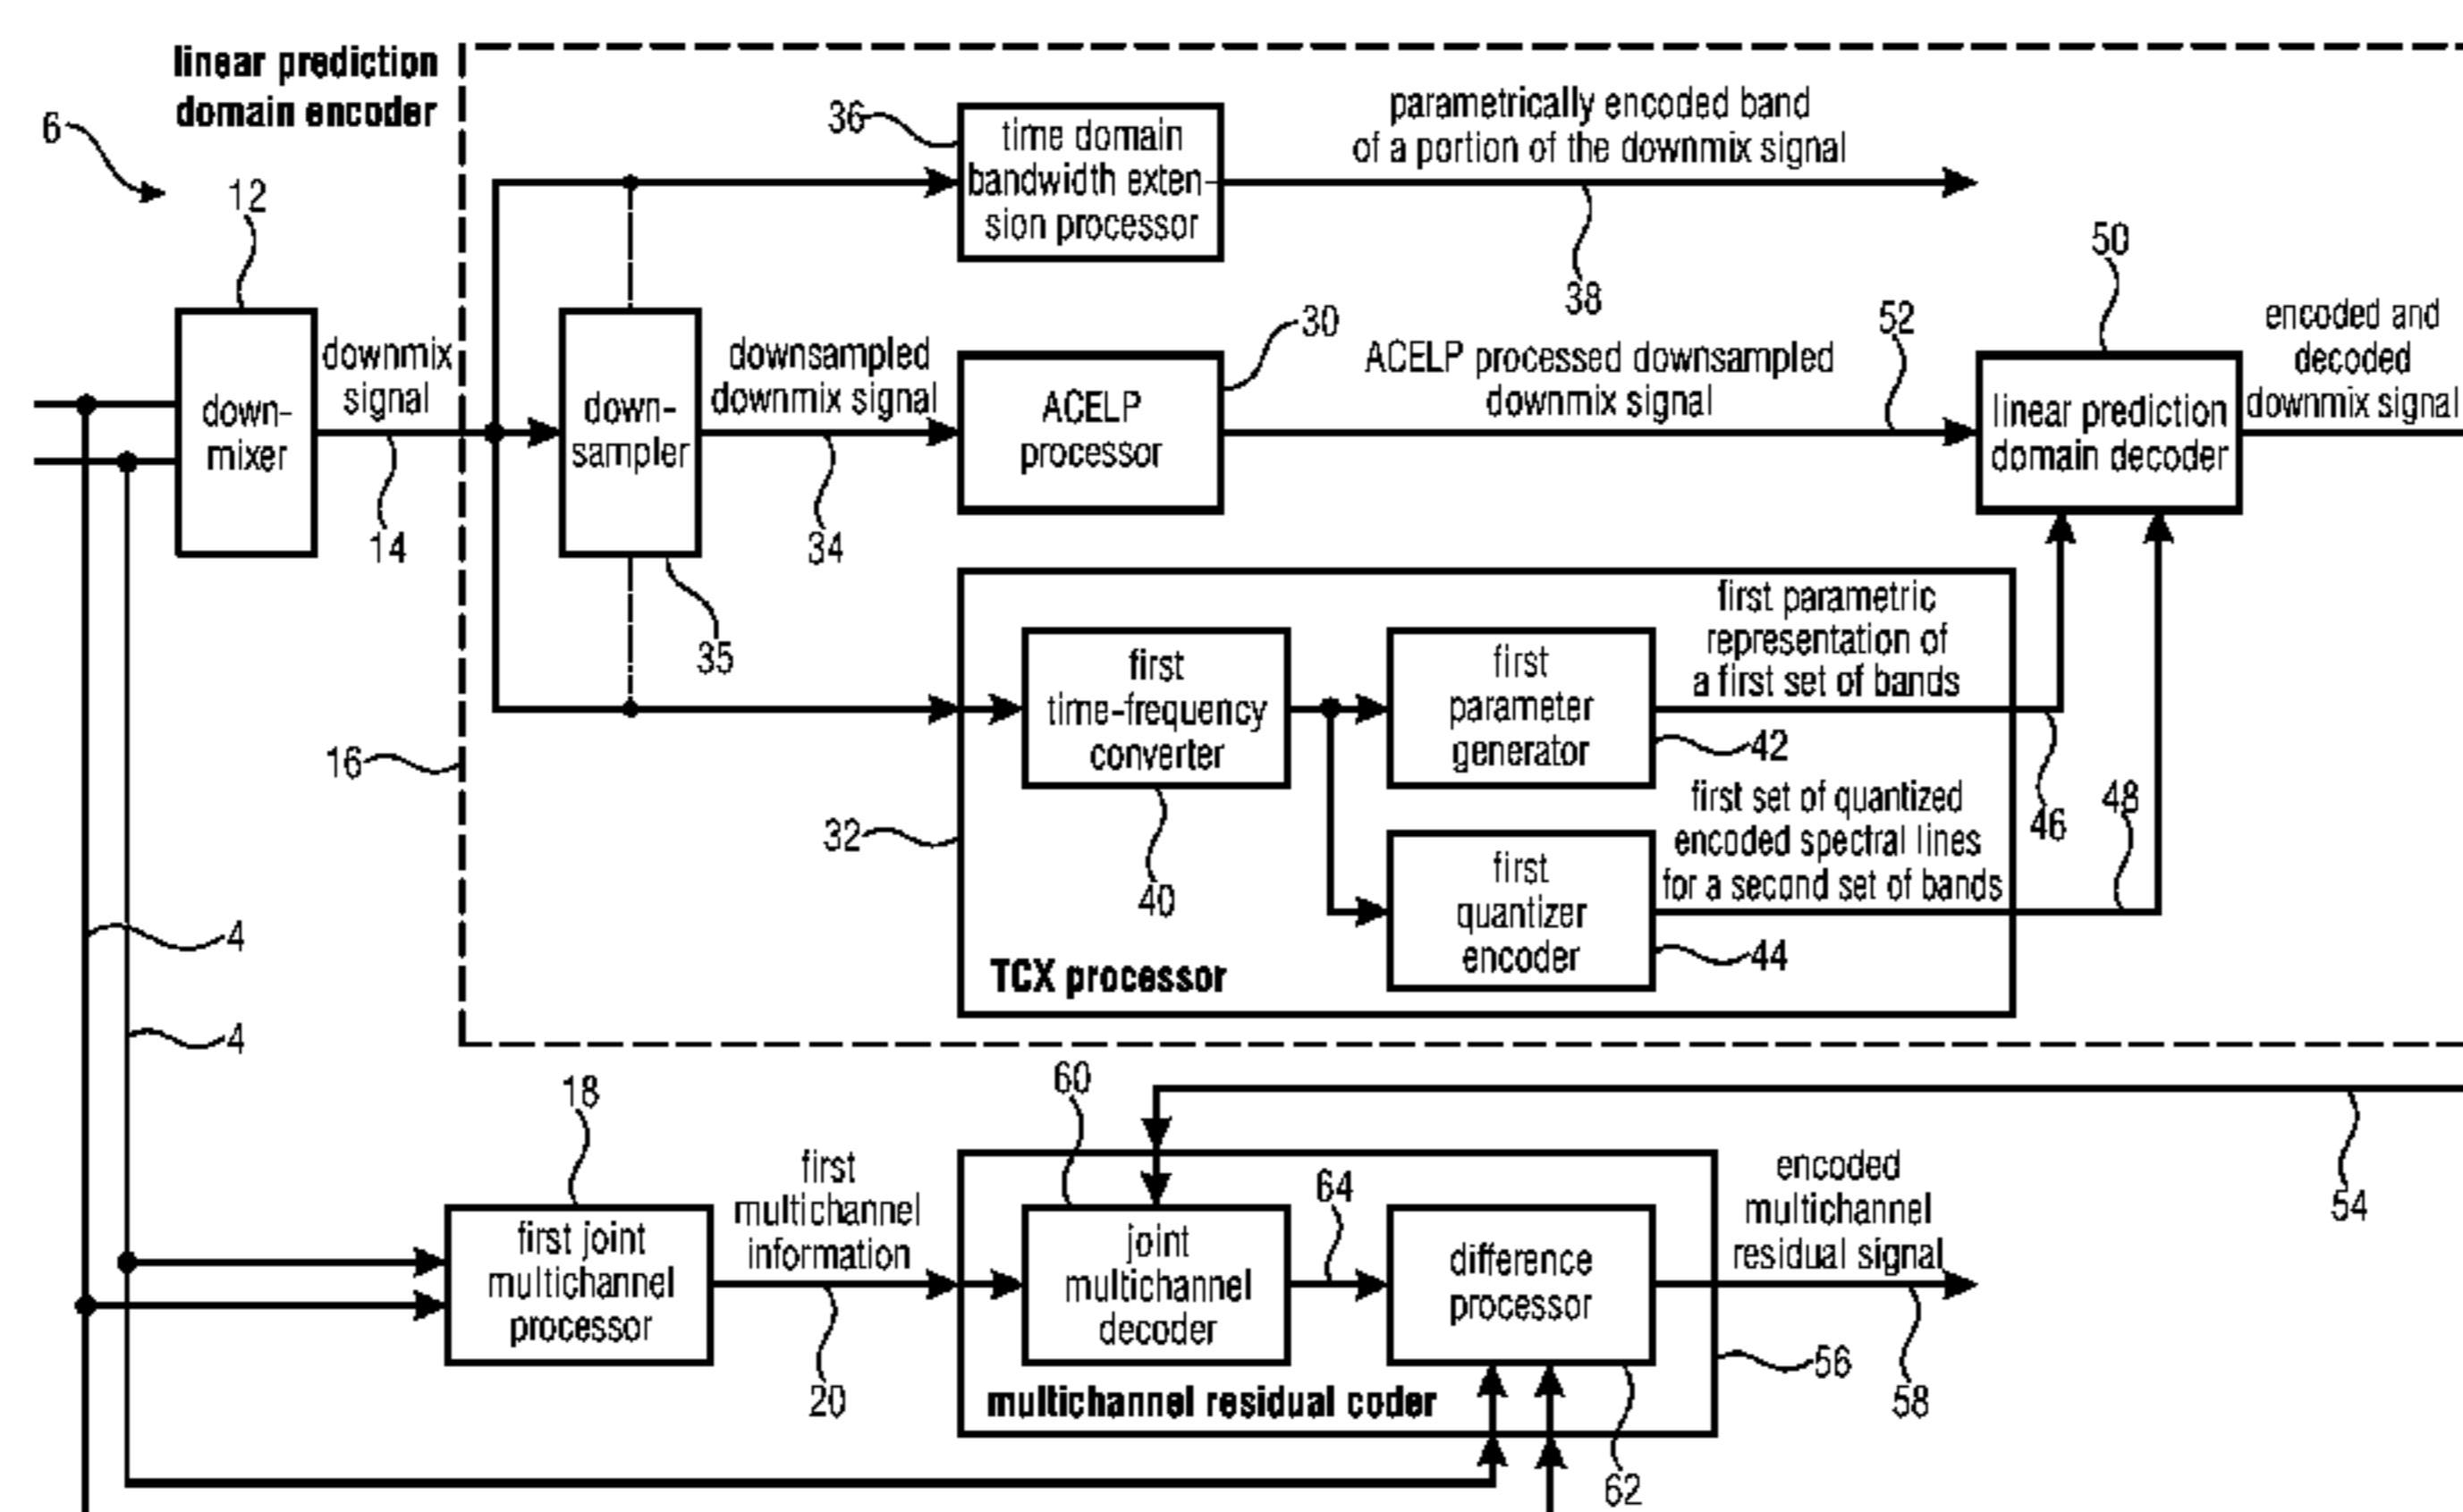 linear prediction
domain encoder
6
12
down-
mixer
downmix
signal
14
16
36
time domain
bandwidth exten-
sion processor
parametrically encoded band
of a portion of the downmix signal
38
down-
sampler
35
downsampled
downmix signal
34
30
ACELP
processor
ACELP processed downsampled
downmix signal
52
50
linear prediction
domain decoder
encoded and
decoded
downmix signal
32
first
time-frequency
converter
40
first
parameter
generator
42
first parametric
representation of
a first set of bands
46
first
quantizer
encoder
44
first set of quantized
encoded spectral lines
for a second set of bands
48
TCX processor
4
4
18
first joint
multichannel
processor
first
multichannel
information
20
60
joint
multichannel
decoder
64
difference
processor
62
multichannel residual coder
56
encoded
multichannel
residual signal
58
54